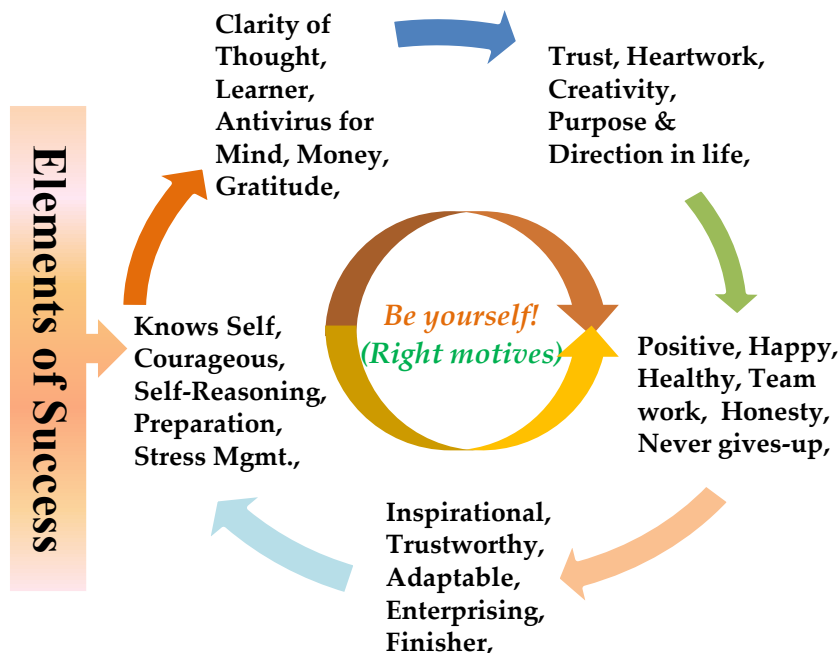 Elements of Success
Clarity of
Thought,
Learner,
Antivirus for
Mind, Money,
Gratitude,
Trust, Heartwork,
Creativity,
Purpose &
Direction in life,
Positive, Happy,
Healthy, Team
work,  Honesty,
Never gives-up,
Inspirational,
Trustworthy,
Adaptable,
Enterprising,
Finisher,
Knows Self,
Courageous,
Self-Reasoning,
Preparation,
Stress Mgmt.,
Be yourself!
(Right motives)